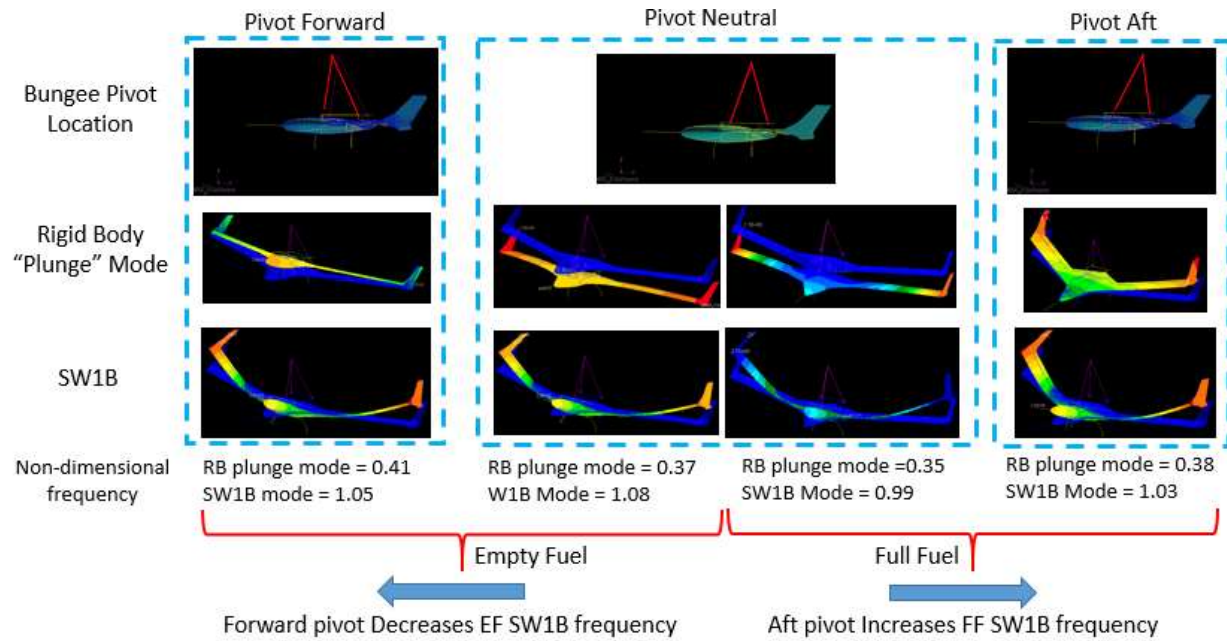 Pivot Forward
Pivot Neutral
Pivot Aft
Bungee Pivot
Location
Rigid Body
“Plunge” Mode
SW1B
Non-dimensional
frequency
RB plunge mode = 0.41
SW1B mode = 1.05
RB plunge mode = 0.37
W1B Mode = 1.08
RB plunge mode =0.35
SW1B Mode = 0.99
RB plunge mode = 0.38
SW1B Mode = 1.03
Empty Fuel
Full Fuel
Forward pivot Decreases EF SW1B frequency
Aft pivot Increases FF SW1B frequency